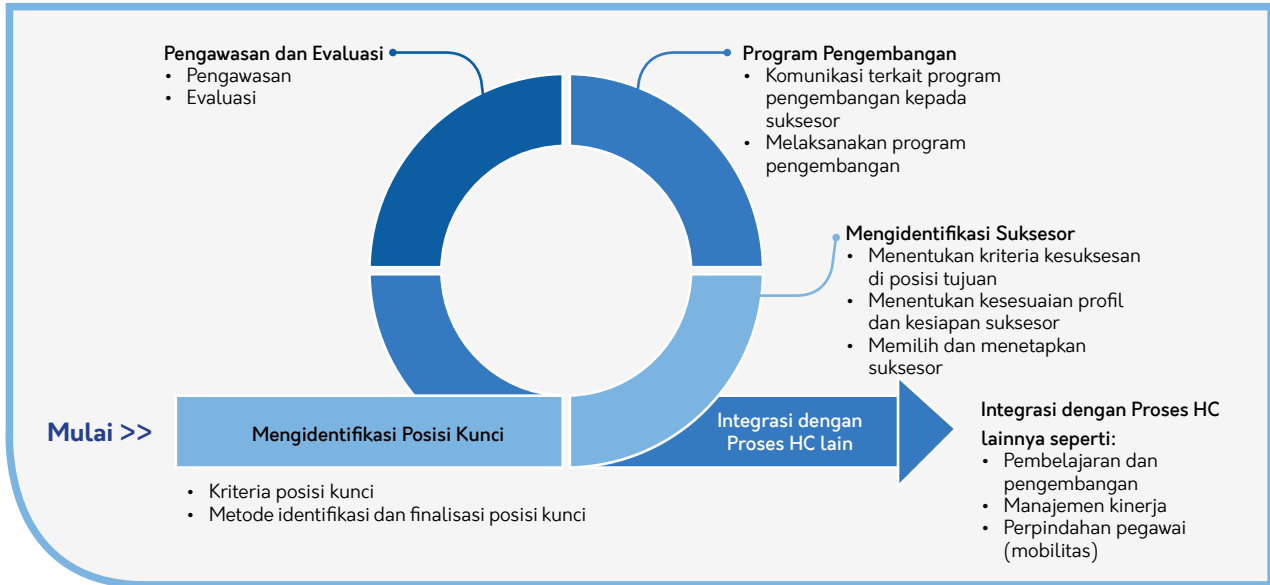 Pengawasan dan Evaluasi
• Pengawasan
• Evaluasi
Program Pengembangan
• Komunikasi terkait program
pengembangan kepada
suksesor
• Melaksanakan program
pengembangan
Mengidentifikasi Suksesor
• Menentukan kriteria kesuksesan
di posisi tujuan
• Menentukan kesesuaian profil
dan kesiapan suksesor
• Memilih dan menetapkan
suksesor
Mulai >>
Mengidentifikasi Posisi Kunci
• Kriteria posisi kunci
• Metode identifikasi dan finalisasi posisi kunci
Integrasi dengan
Proses HC lain
Integrasi dengan Proses HC
lainnya seperti:
• Pembelajaran dan
pengembangan
• Manajemen kinerja
• Perpindahan pegawai
(mobilitas)